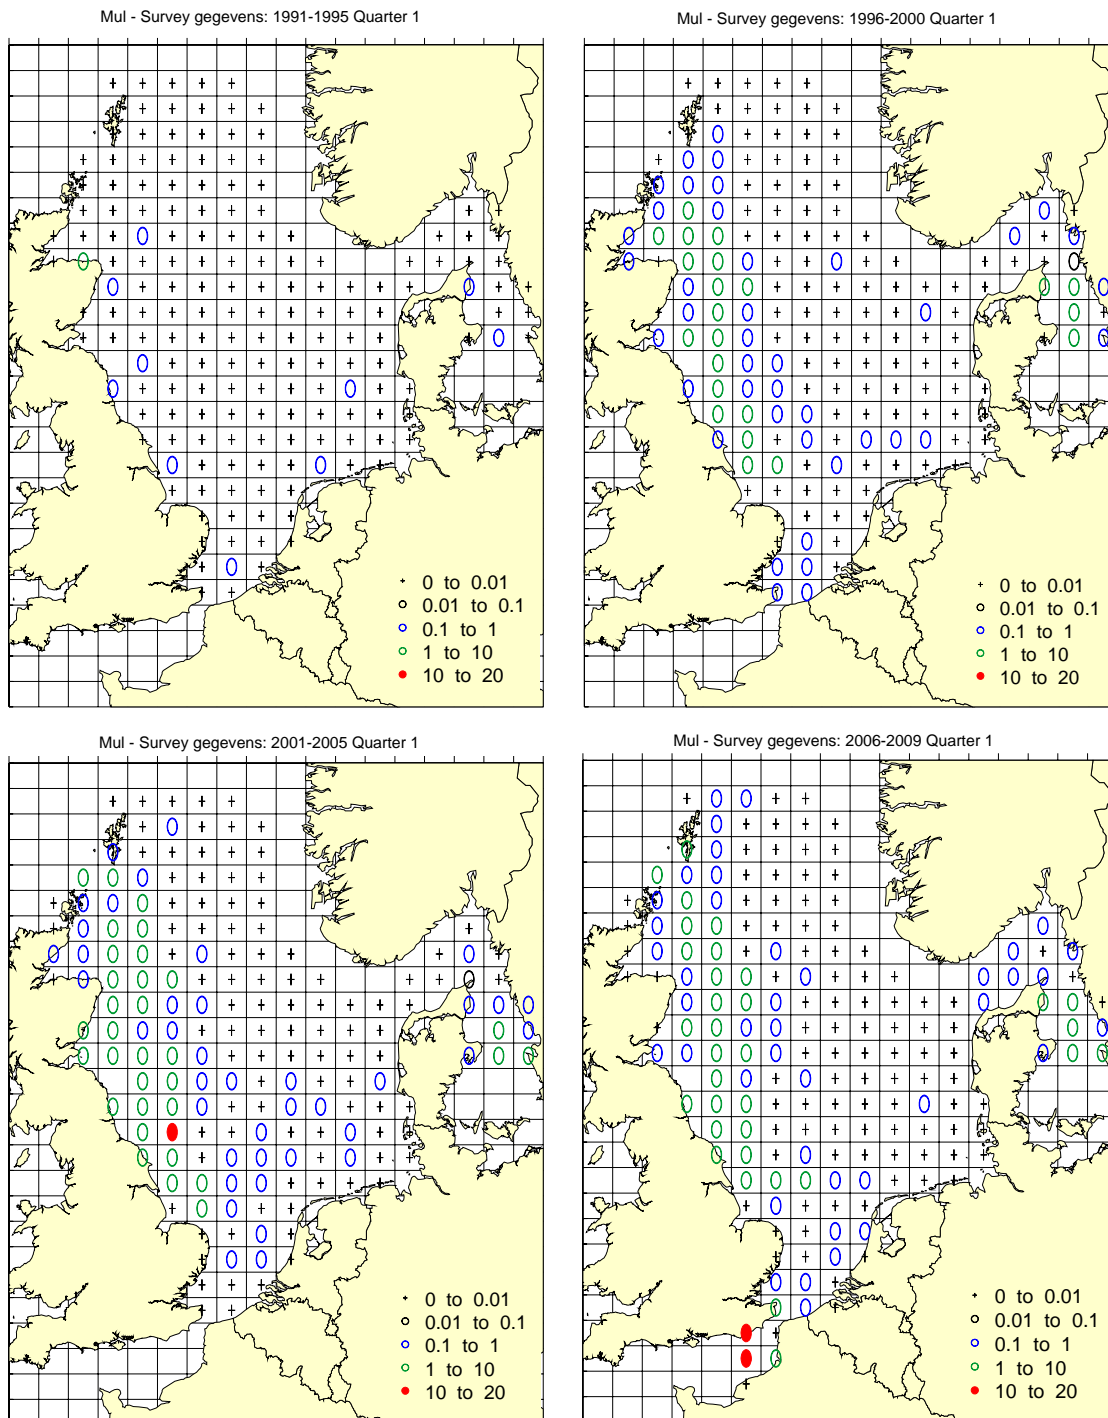 Mul - Survey gegevens: 1991-1995 Quarter 1
0 to 0.01
0.01 to 0.1
0.1 to 1
1 to 10
10 to 20
Mul - Survey gegevens: 1996-2000 Quarter 1
0 to 0.01
0.01 to 0.1
0.1 to 1
1 to 10
10 to 20
Mul - Survey gegevens: 2001-2005 Quarter 1
0 to 0.01
0.01 to 0.1
0.1 to 1
1 to 10
10 to 20
Mul - Survey gegevens: 2006-2009 Quarter 1
0 to 0.01
0.01 to 0.1
0.1 to 1
1 to 10
10 to 20